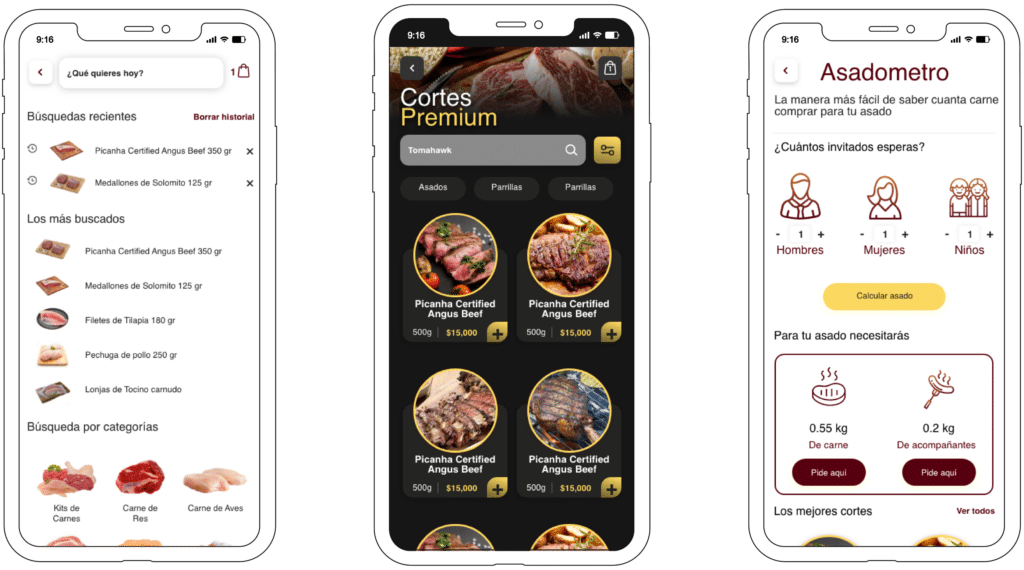 9:16
¿Qué quieres hoy?
1
Búsquedas recientes
Borrar historial
Picanha Certified Angus Beef 350 gr
Medallones de Solomito 125 gr
Los más buscados
Picanha Certified Angus Beef 350 gr
Medallones de Solomito 125 gr
Filetes de Tilapia 180 gr
Pechuga de pollo 250 gr
Lonjas de Tocino carnudo
Búsqueda por categorías
Kits de
Carnes
Carne de
Res
Carne de Aves
9:16
1
Cortes
Premium
Tomahawk
Asados
Parrillas
Parrillas
Picanha Certified
Angus Beef
500g
$15,000
+
Picanha Certified
Angus Beef
500g
$15,000
+
Picanha Certified
Angus Beef
500g
$15,000
+
Picanha Certified
Angus Beef
500g
$15,000
+
9:16
Asadometro
La manera más fácil de saber cuanta carne
comprar para tu asado
¿Cuántos invitados esperas?
- 1 +
Hombres
- 1 +
Mujeres
- 1 +
Niños
Calcular asado
Para tu asado necesitarás
0.55 kg
De carne
Pide aquí
0.2 kg
De acompañantes
Pide aquí
Los mejores cortes
Ver todos